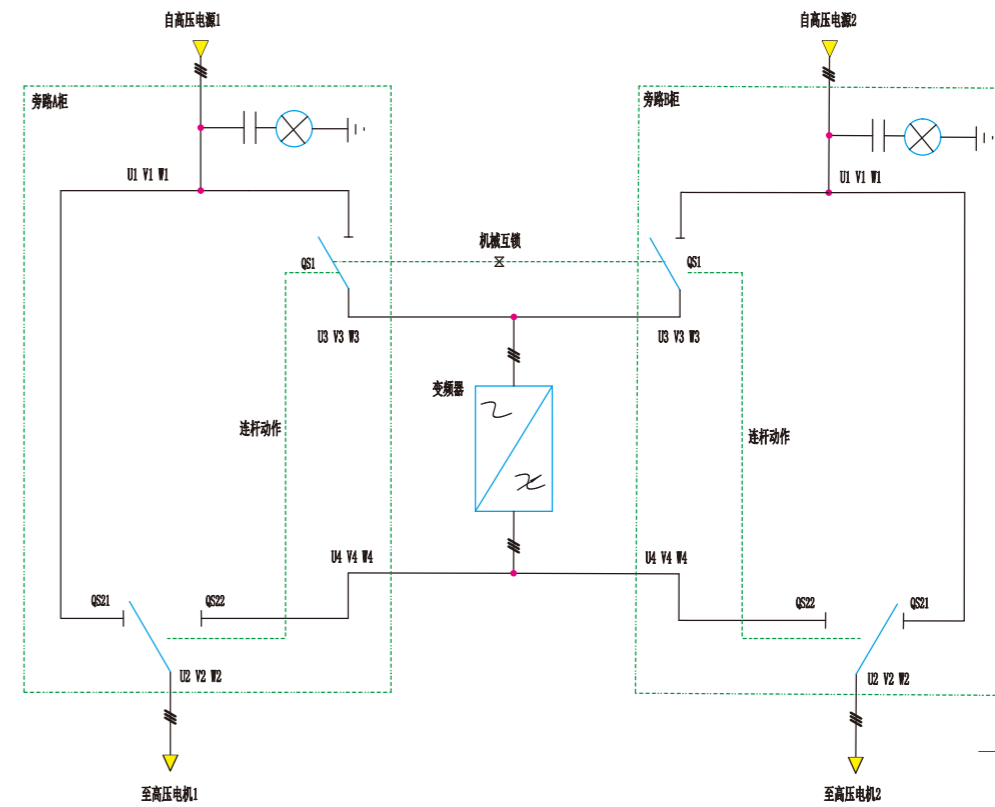 自高压电源1
自高压电源2
旁路A柜
旁路B柜
U1 V1 W1
U1 V1 W1
机械互锁
QS1
QS1
U3 V3 W3
U3 V3 W3
变频器
连杆动作
连杆动作
U4 V4 W4
U4 V4 W4
QS21
QS22
QS22
QS21
U2 V2 W2
U2 V2 W2
至高压电机1
至高压电机2